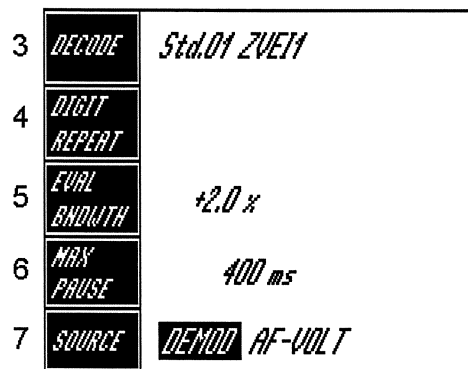 3 DECODE Std.01 ZVEI1
4 DIGIT
REPEAT
5 EVAL
BNDWTH +2.0 x
6 MAX
PAUSE 400 ms
7 SOURCE DEMOD AF-VOLT